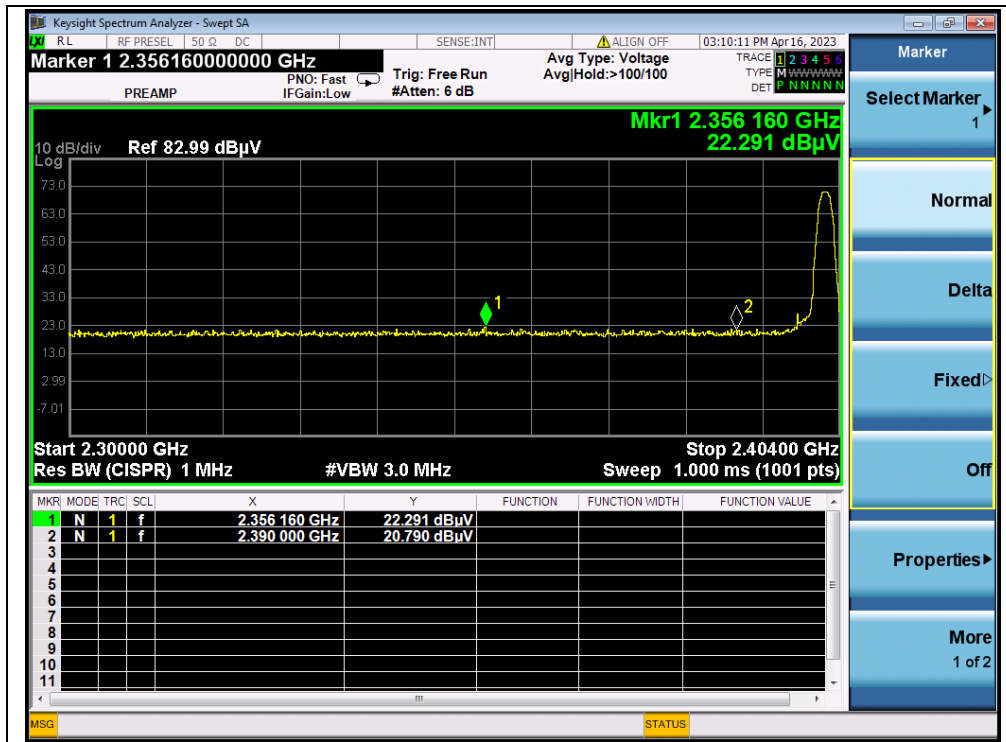 Keysight Spectrum Analyzer - Swept SA
LXI RL RF PRESEL 50 Ω DC SENSE:INT ALIGN OFF 03:10:11 PM Apr 16, 2023
Marker 1 2.356160000000 GHz
PREAMP
PNO: Fast
IFGain:Low
Trig: Free Run
#Atten: 6 dB
Avg Type: Voltage
Avg|Hold:>100/100
TRACE 1 2 3 4 5 6
TYPE M WWWWW
DET P N N N N N
Mkr1 2.356 160 GHz
22.291 dBµV
10 dB/div Ref 82.99 dBµV
Log
73.0
63.0
53.0
43.0
33.0
23.0
13.0
2.99
-7.01
1
2
Start 2.30000 GHz Stop 2.40400 GHz
Res BW (CISPR) 1 MHz #VBW 3.0 MHz Sweep 1.000 ms (1001 pts)
MKR MODE TRC SCL X Y FUNCTION FUNCTION WIDTH FUNCTION VALUE
1 N 1 f 2.356 160 GHz 22.291 dBµV
2 N 1 f 2.390 000 GHz 20.790 dBµV
3
4
5
6
7
8
9
10
11
MSG STATUS
Marker
Select Marker
1
Normal
Delta
Fixed
Off
Properties
More
1 of 2